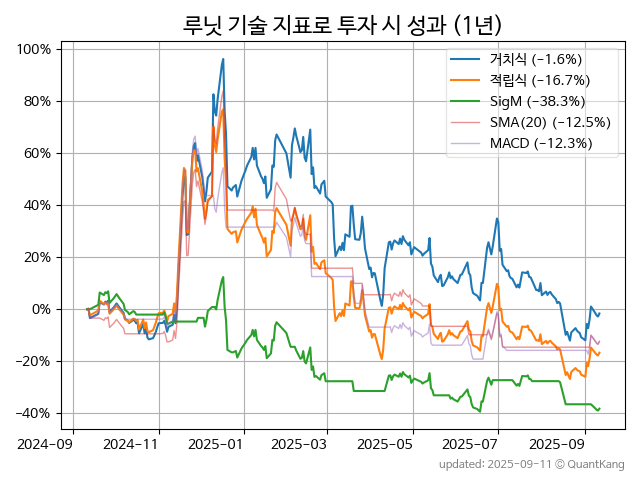 루닛 기술 지표로 투자 시 성과 (1년)
100%
80%
60%
40%
20%
0%
−20%
−40%
거치식 (−1.6%)
적립식 (−16.7%)
SigM (−38.3%)
SMA(20) (−12.5%)
MACD (−12.3%)
2024-09
2024-11
2025-01
2025-03
2025-05
2025-07
2025-09
updated: 2025-09-11 © QuantKang